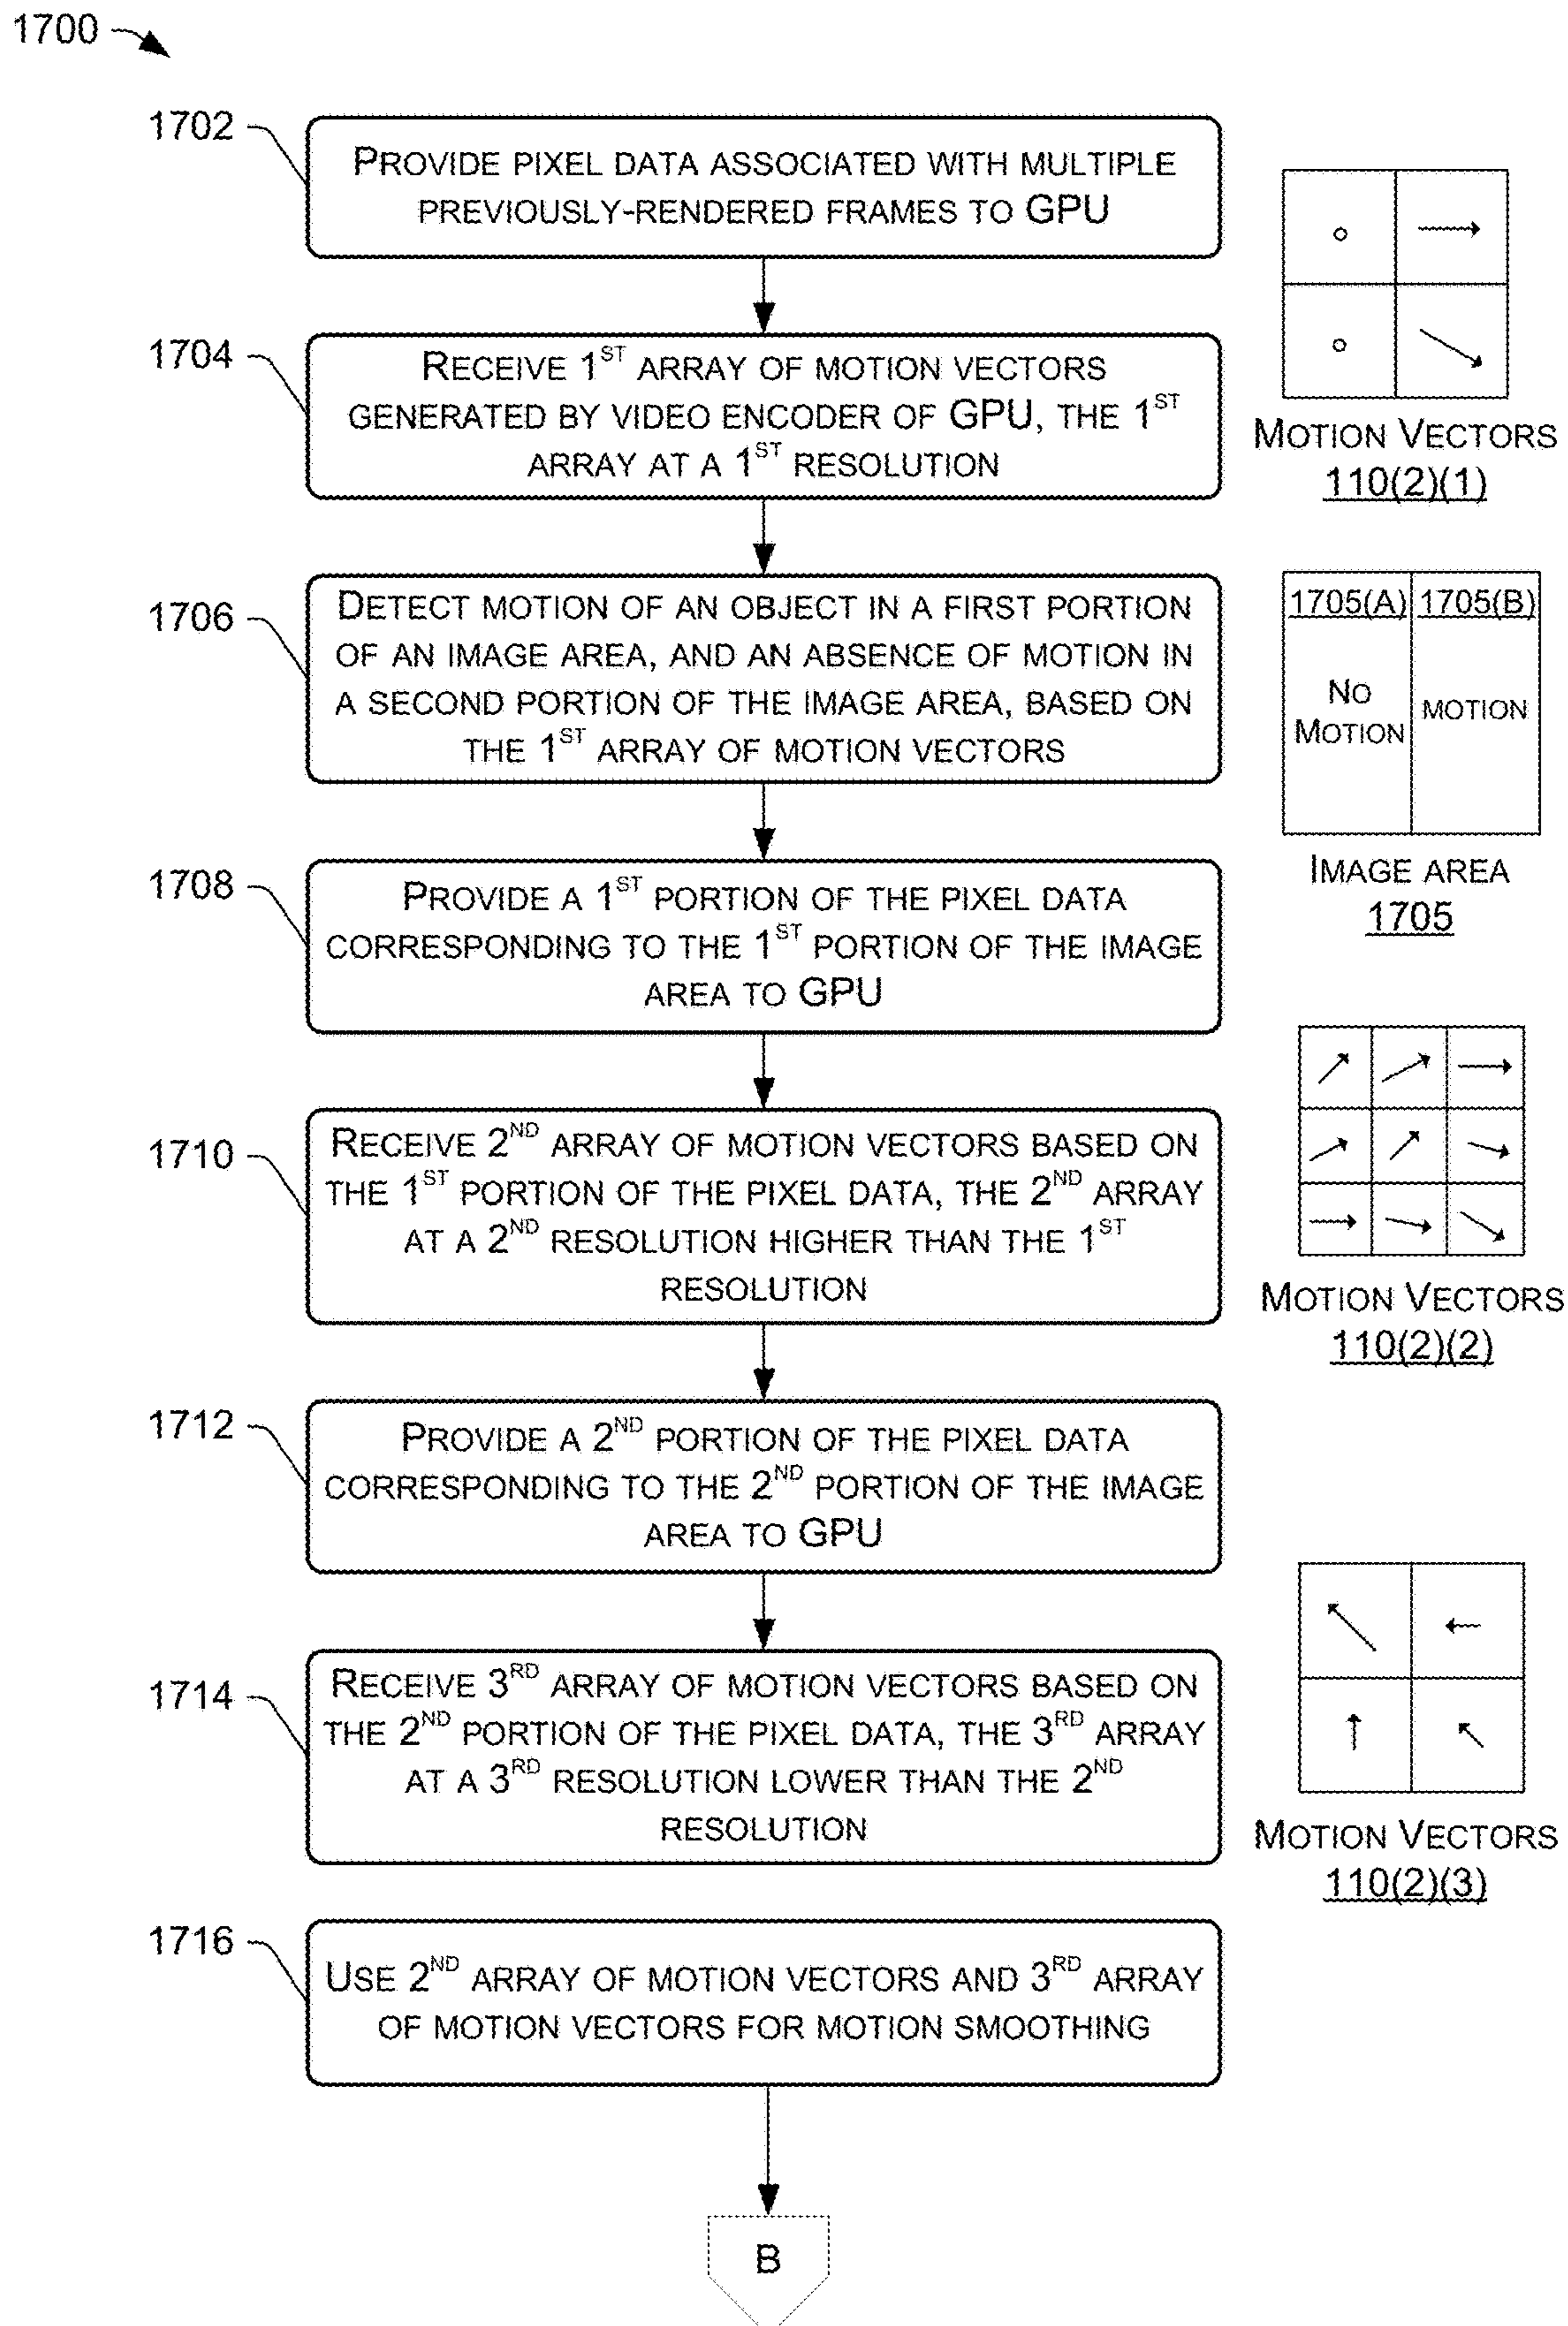 1700
1702
PROVIDE PIXEL DATA ASSOCIATED WITH MULTIPLE
PREVIOUSLY-RENDERED FRAMES TO GPU
1704
RECEIVE 1ST ARRAY OF MOTION VECTORS
GENERATED BY VIDEO ENCODER OF GPU, THE 1ST
ARRAY AT A 1ST RESOLUTION
MOTION VECTORS
110(2)(1)
1706
DETECT MOTION OF AN OBJECT IN A FIRST PORTION
OF AN IMAGE AREA, AND AN ABSENCE OF MOTION IN
A SECOND PORTION OF THE IMAGE AREA, BASED ON
THE 1ST ARRAY OF MOTION VECTORS
1705(A) 1705(B)
NO
MOTION
MOTION
IMAGE AREA
1705
1708
PROVIDE A 1ST PORTION OF THE PIXEL DATA
CORRESPONDING TO THE 1ST PORTION OF THE IMAGE
AREA TO GPU
1710
RECEIVE 2ND ARRAY OF MOTION VECTORS BASED ON
THE 1ST PORTION OF THE PIXEL DATA, THE 2ND ARRAY
AT A 2ND RESOLUTION HIGHER THAN THE 1ST
RESOLUTION
MOTION VECTORS
110(2)(2)
1712
PROVIDE A 2ND PORTION OF THE PIXEL DATA
CORRESPONDING TO THE 2ND PORTION OF THE IMAGE
AREA TO GPU
1714
RECEIVE 3RD ARRAY OF MOTION VECTORS BASED ON
THE 2ND PORTION OF THE PIXEL DATA, THE 3RD ARRAY
AT A 3RD RESOLUTION LOWER THAN THE 2ND
RESOLUTION
MOTION VECTORS
110(2)(3)
1716
USE 2ND ARRAY OF MOTION VECTORS AND 3RD ARRAY
OF MOTION VECTORS FOR MOTION SMOOTHING
B